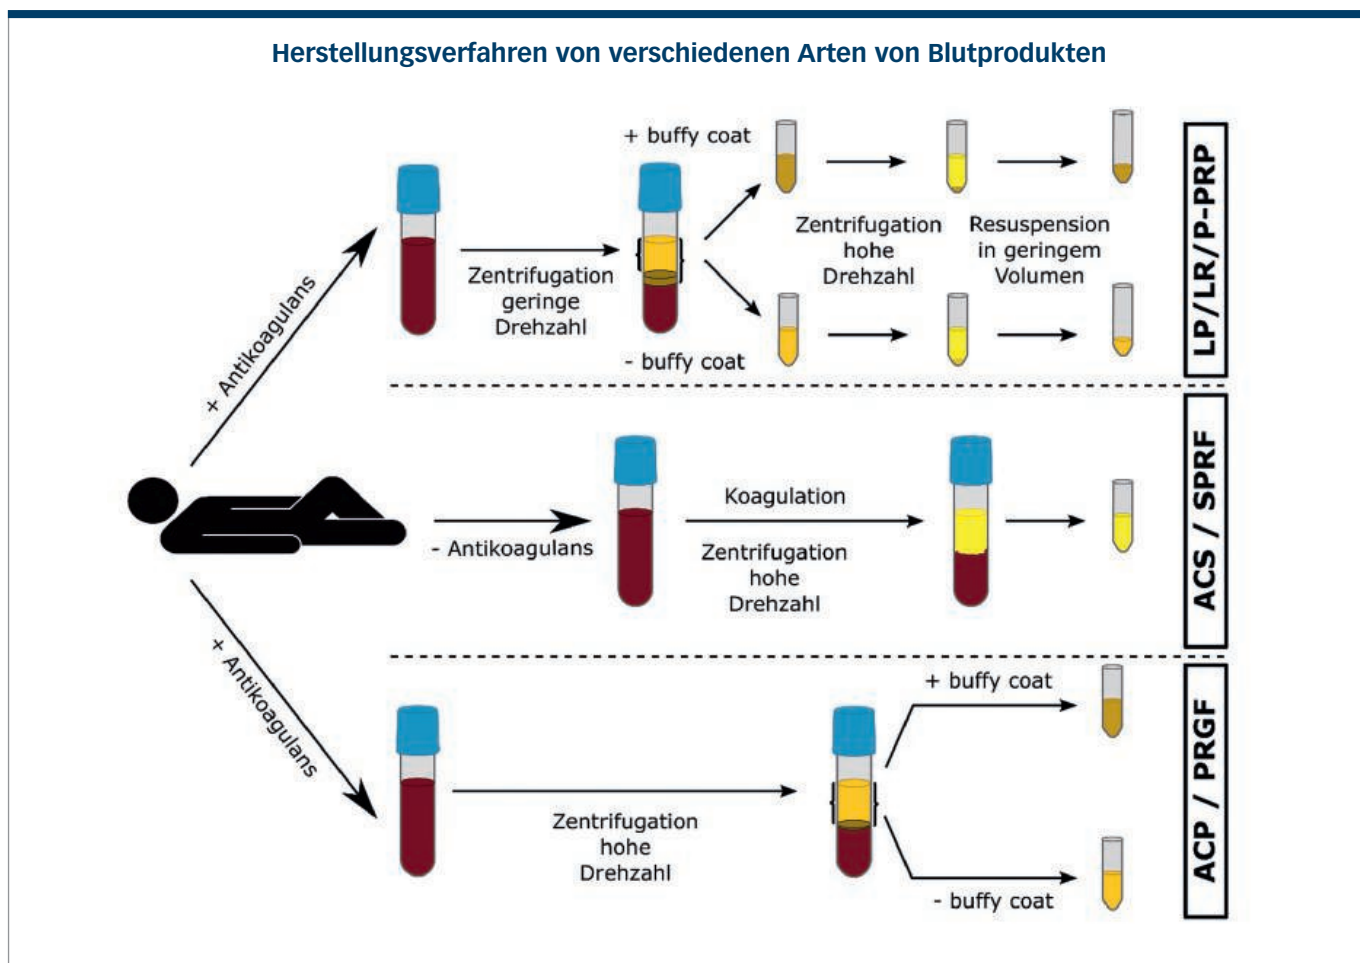 Herstellungsverfahren von verschiedenen Arten von Blutprodukten
+ buffy coat
+ Antikoagulans
Zentrifugation
geringe
Drehzahl
Zentrifugation
hohe
Drehzahl
Resuspension
in geringem
Volumen
- buffy coat
LP/LR/P-PRP
- Antikoagulans
Koagulation
Zentrifugation
hohe
Drehzahl
ACS / SPRF
+ Antikoagulans
Zentrifugation
hohe
Drehzahl
+ buffy coat
- buffy coat
ACP / PRGF